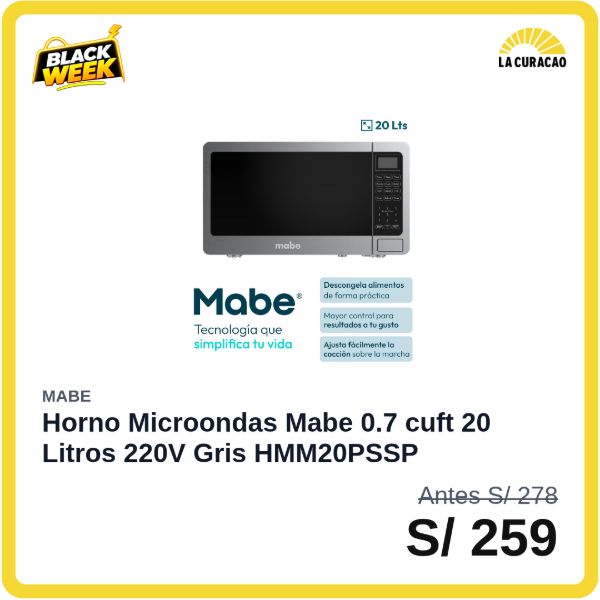 BLACK
WEEK
LA CURACAO
20 Lts
mabe
Mabe®
Tecnología que
simplifica tu vida
Descongela alimentos
de forma práctica
Mayor control para
resultados a tu gusto
Ajusta fácilmente la
cocción sobre la marcha
MABE
Horno Microondas Mabe 0.7 cuft 20
Litros 220V Gris HMM20PSSP
Antes S/ 278
S/ 259